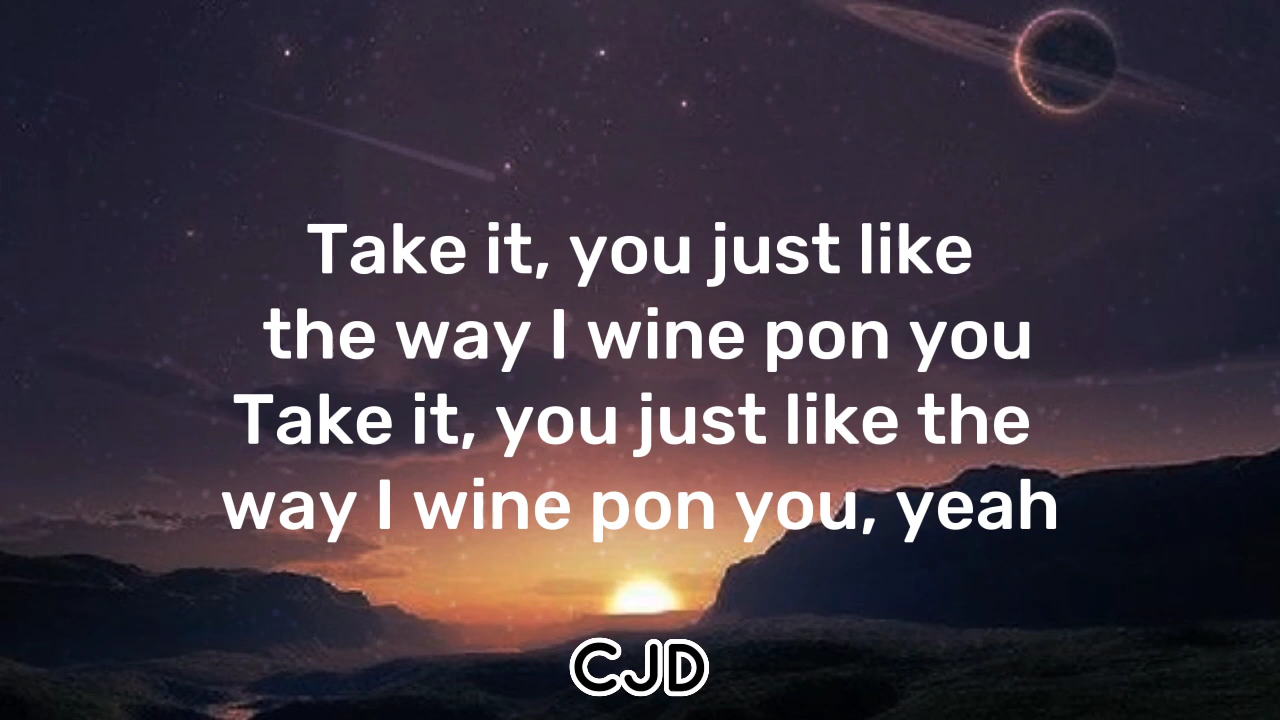 Take it, you just like
the way I wine pon you
Take it, you just like the
way I wine pon you, yeah
CJD